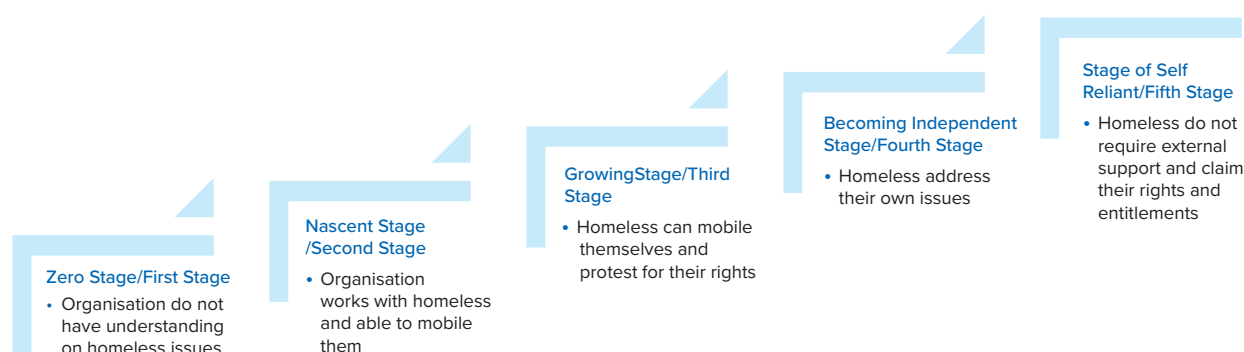 Zero Stage/First Stage
• Organisation do not
have understanding
on homeless issues
Nascent Stage
/Second Stage
• Organisation
works with homeless
and able to mobile
them
GrowingStage/Third
Stage
• Homeless can mobile
themselves and
protest for their rights
Becoming Independent
Stage/Fourth Stage
• Homeless address
their own issues
Stage of Self
Reliant/Fifth Stage
• Homeless do not
require external
support and claim
their rights and
entitlements